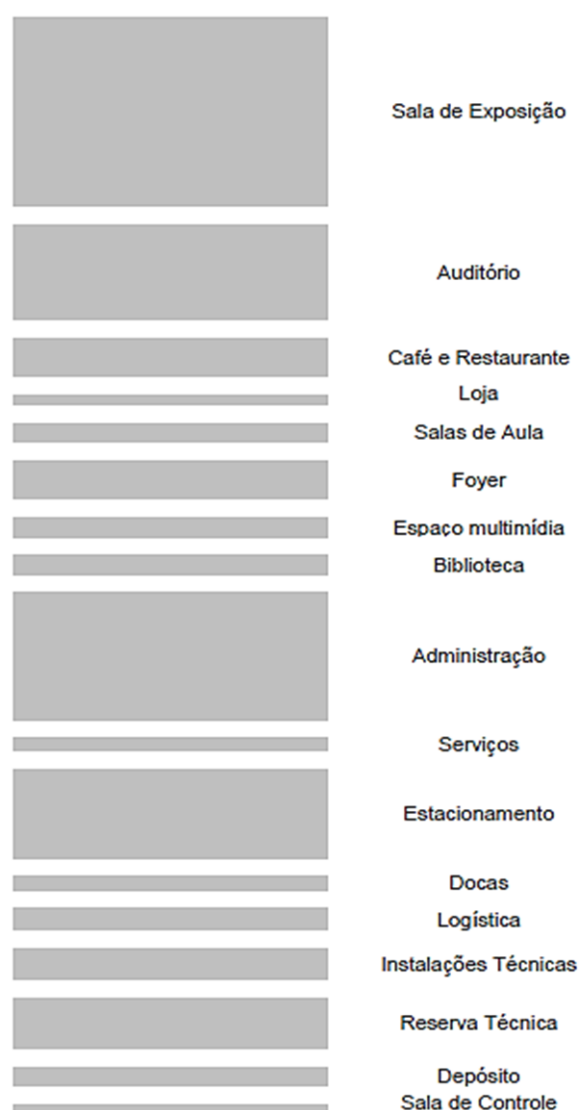 Sala de Exposição
Auditório
Café e Restaurante
Loja
Salas de Aula
Foyer
Espaço multimídia
Biblioteca
Administração
Serviços
Estacionamento
Docas
Logística
Instalações Técnicas
Reserva Técnica
Depósito
Sala de Controle